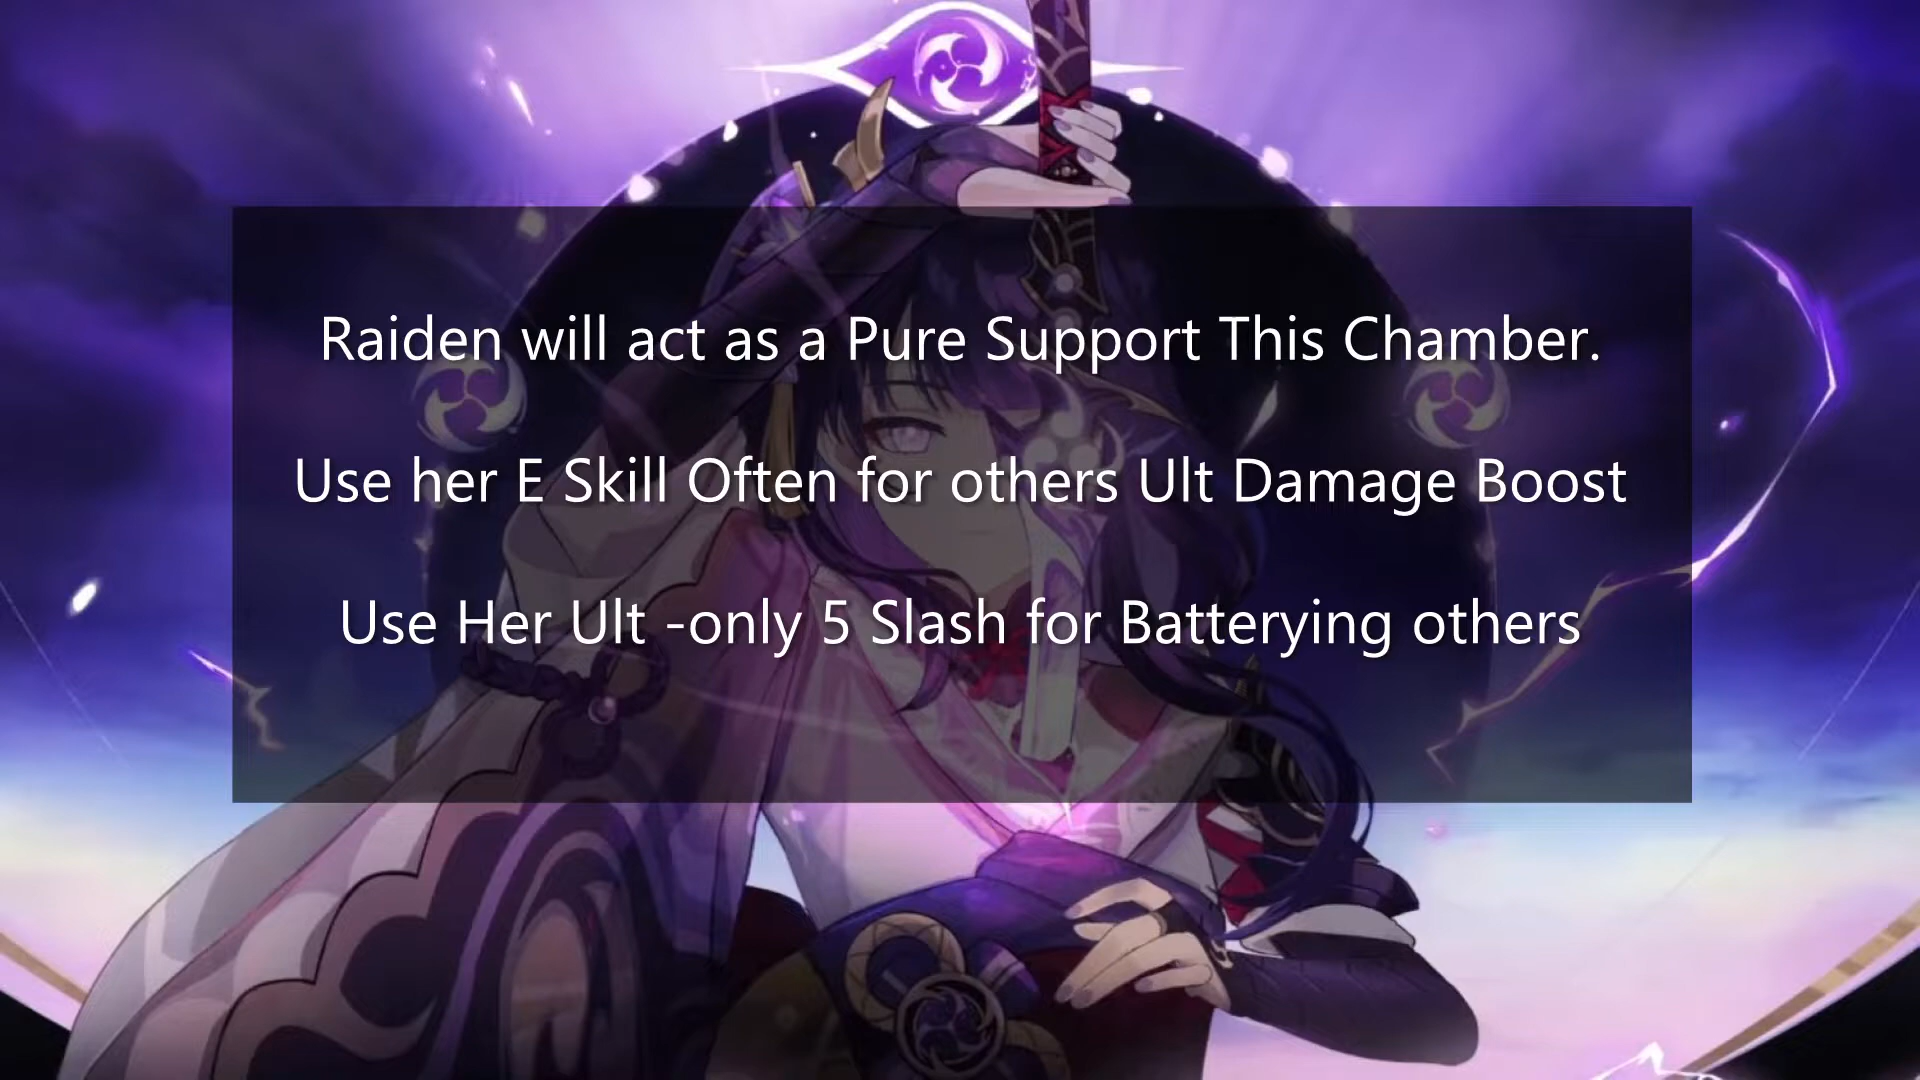 Raiden will act as a Pure Support This Chamber.
Use her E Skill Often for others Ult Damage Boost
Use Her Ult -only 5 Slash for Batterying others